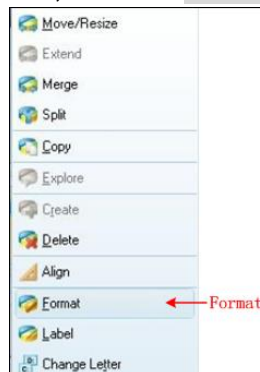 Move/Resize
Extend
Merge
Split
Copy
Explore
Create
Delete
Align
Format
Format
Label
Change Letter